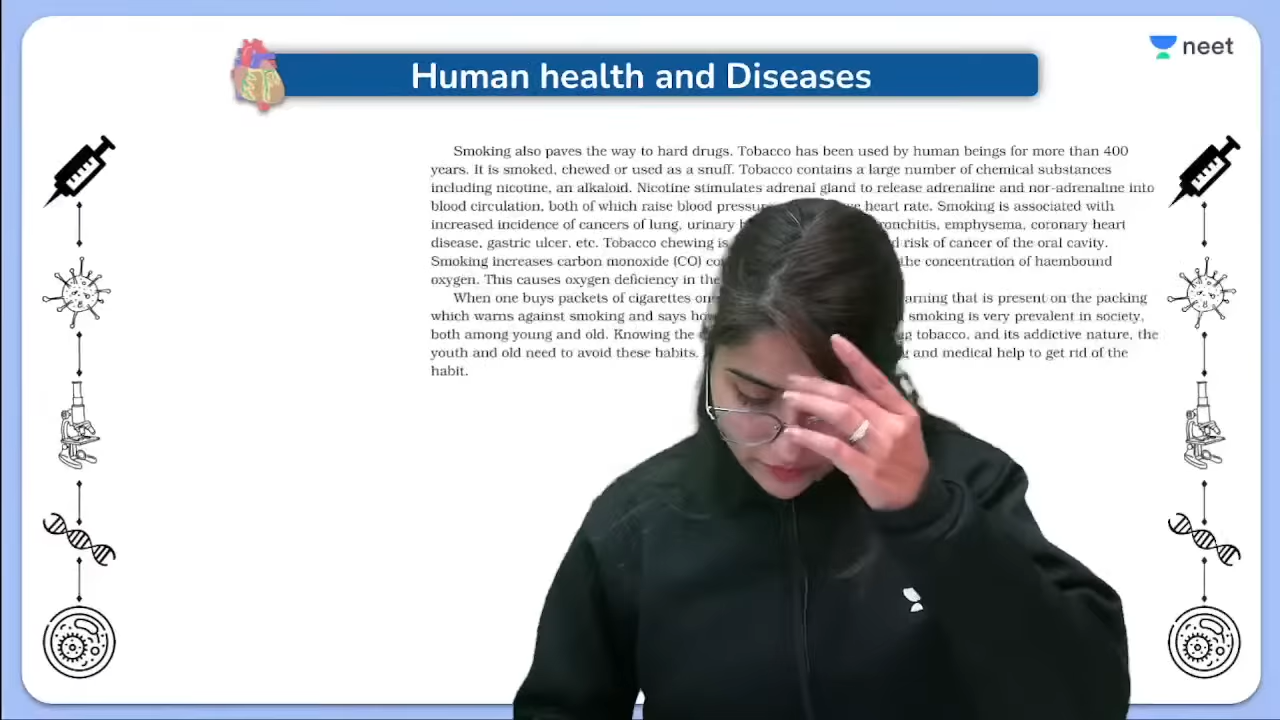 neet
Human health and Diseases
Smoking also paves the way to hard drugs. Tobacco has been used by human beings for more than 400
years. It is smoked, chewed or used as a snuff. Tobacco contains a large number of chemical substances
including nicotine, an alkaloid. Nicotine stimulates adrenal gland to release adrenaline and nor-adrenaline into
blood circulation, both of which raise blood heart rate. Smoking is associated with
increased incidence of cancers of lung, urinary emphysema, coronary heart
disease, gastric ulcer, etc. Tobacco chewing is risk of cancer of the oral cavity.
Smoking increases carbon monoxide (CO) the concentration of haembound
oxygen. This causes oxygen deficiency in the
When one buys packets of cigarettes that is present on the packing
which warns against smoking and says smoking is very prevalent in society,
both among young and old. Knowing the tobacco, and its addictive nature, the
youth and old need to avoid these habits. and medical help to get rid of the
habit.